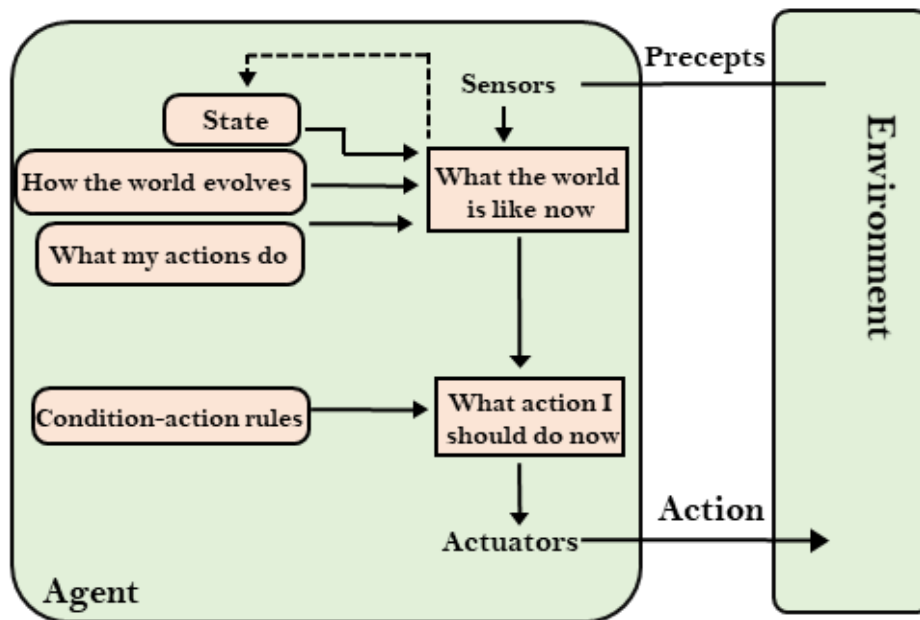 Precepts
Sensors
State
How the world evolves
What my actions do
What the world
is like now
Condition-action rules
What action I
should do now
Actuators
Action
Agent
Environment